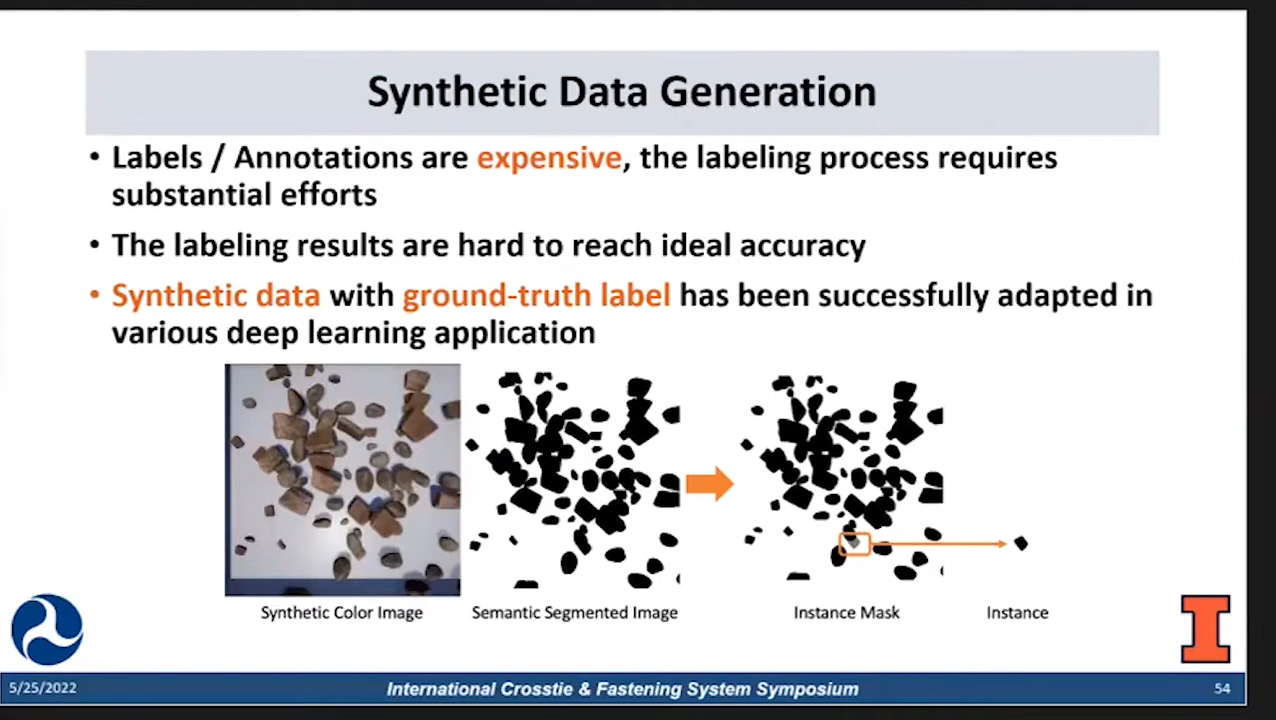 Synthetic Data Generation
• Labels / Annotations are expensive, the labeling process requires
substantial efforts
• The labeling results are hard to reach ideal accuracy
• Synthetic data with ground-truth label has been successfully adapted in
various deep learning application
Synthetic Color Image
Semantic Segmented Image
Instance Mask
Instance
I
5/25/2022
International Crosstie & Fastening System Symposium
54